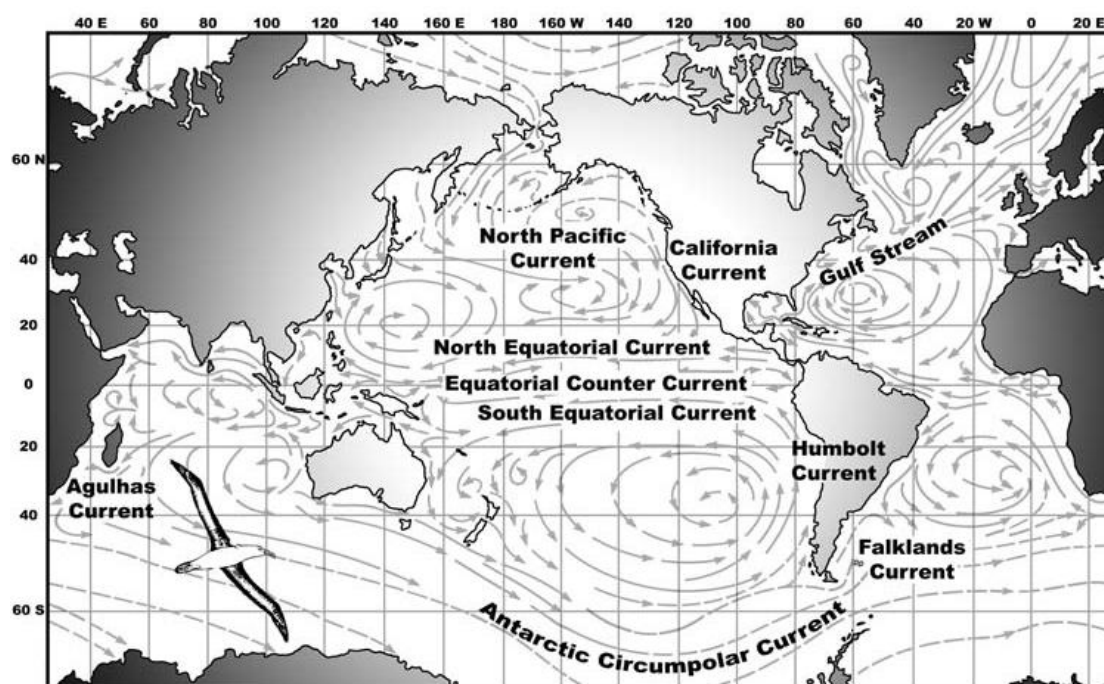 40 E 60 80 100 120 140 160 E 180 160 W 140 120 100 80 60 40 20 W 0 20 E
60 N
40
20
0
20
40
60 S
North Pacific
Current
California
Current
Gulf Stream
North Equatorial Current
Equatorial Counter Current
South Equatorial Current
Humbolt
Current
Agulhas
Current
Falklands
Current
Antarctic Circumpolar Current